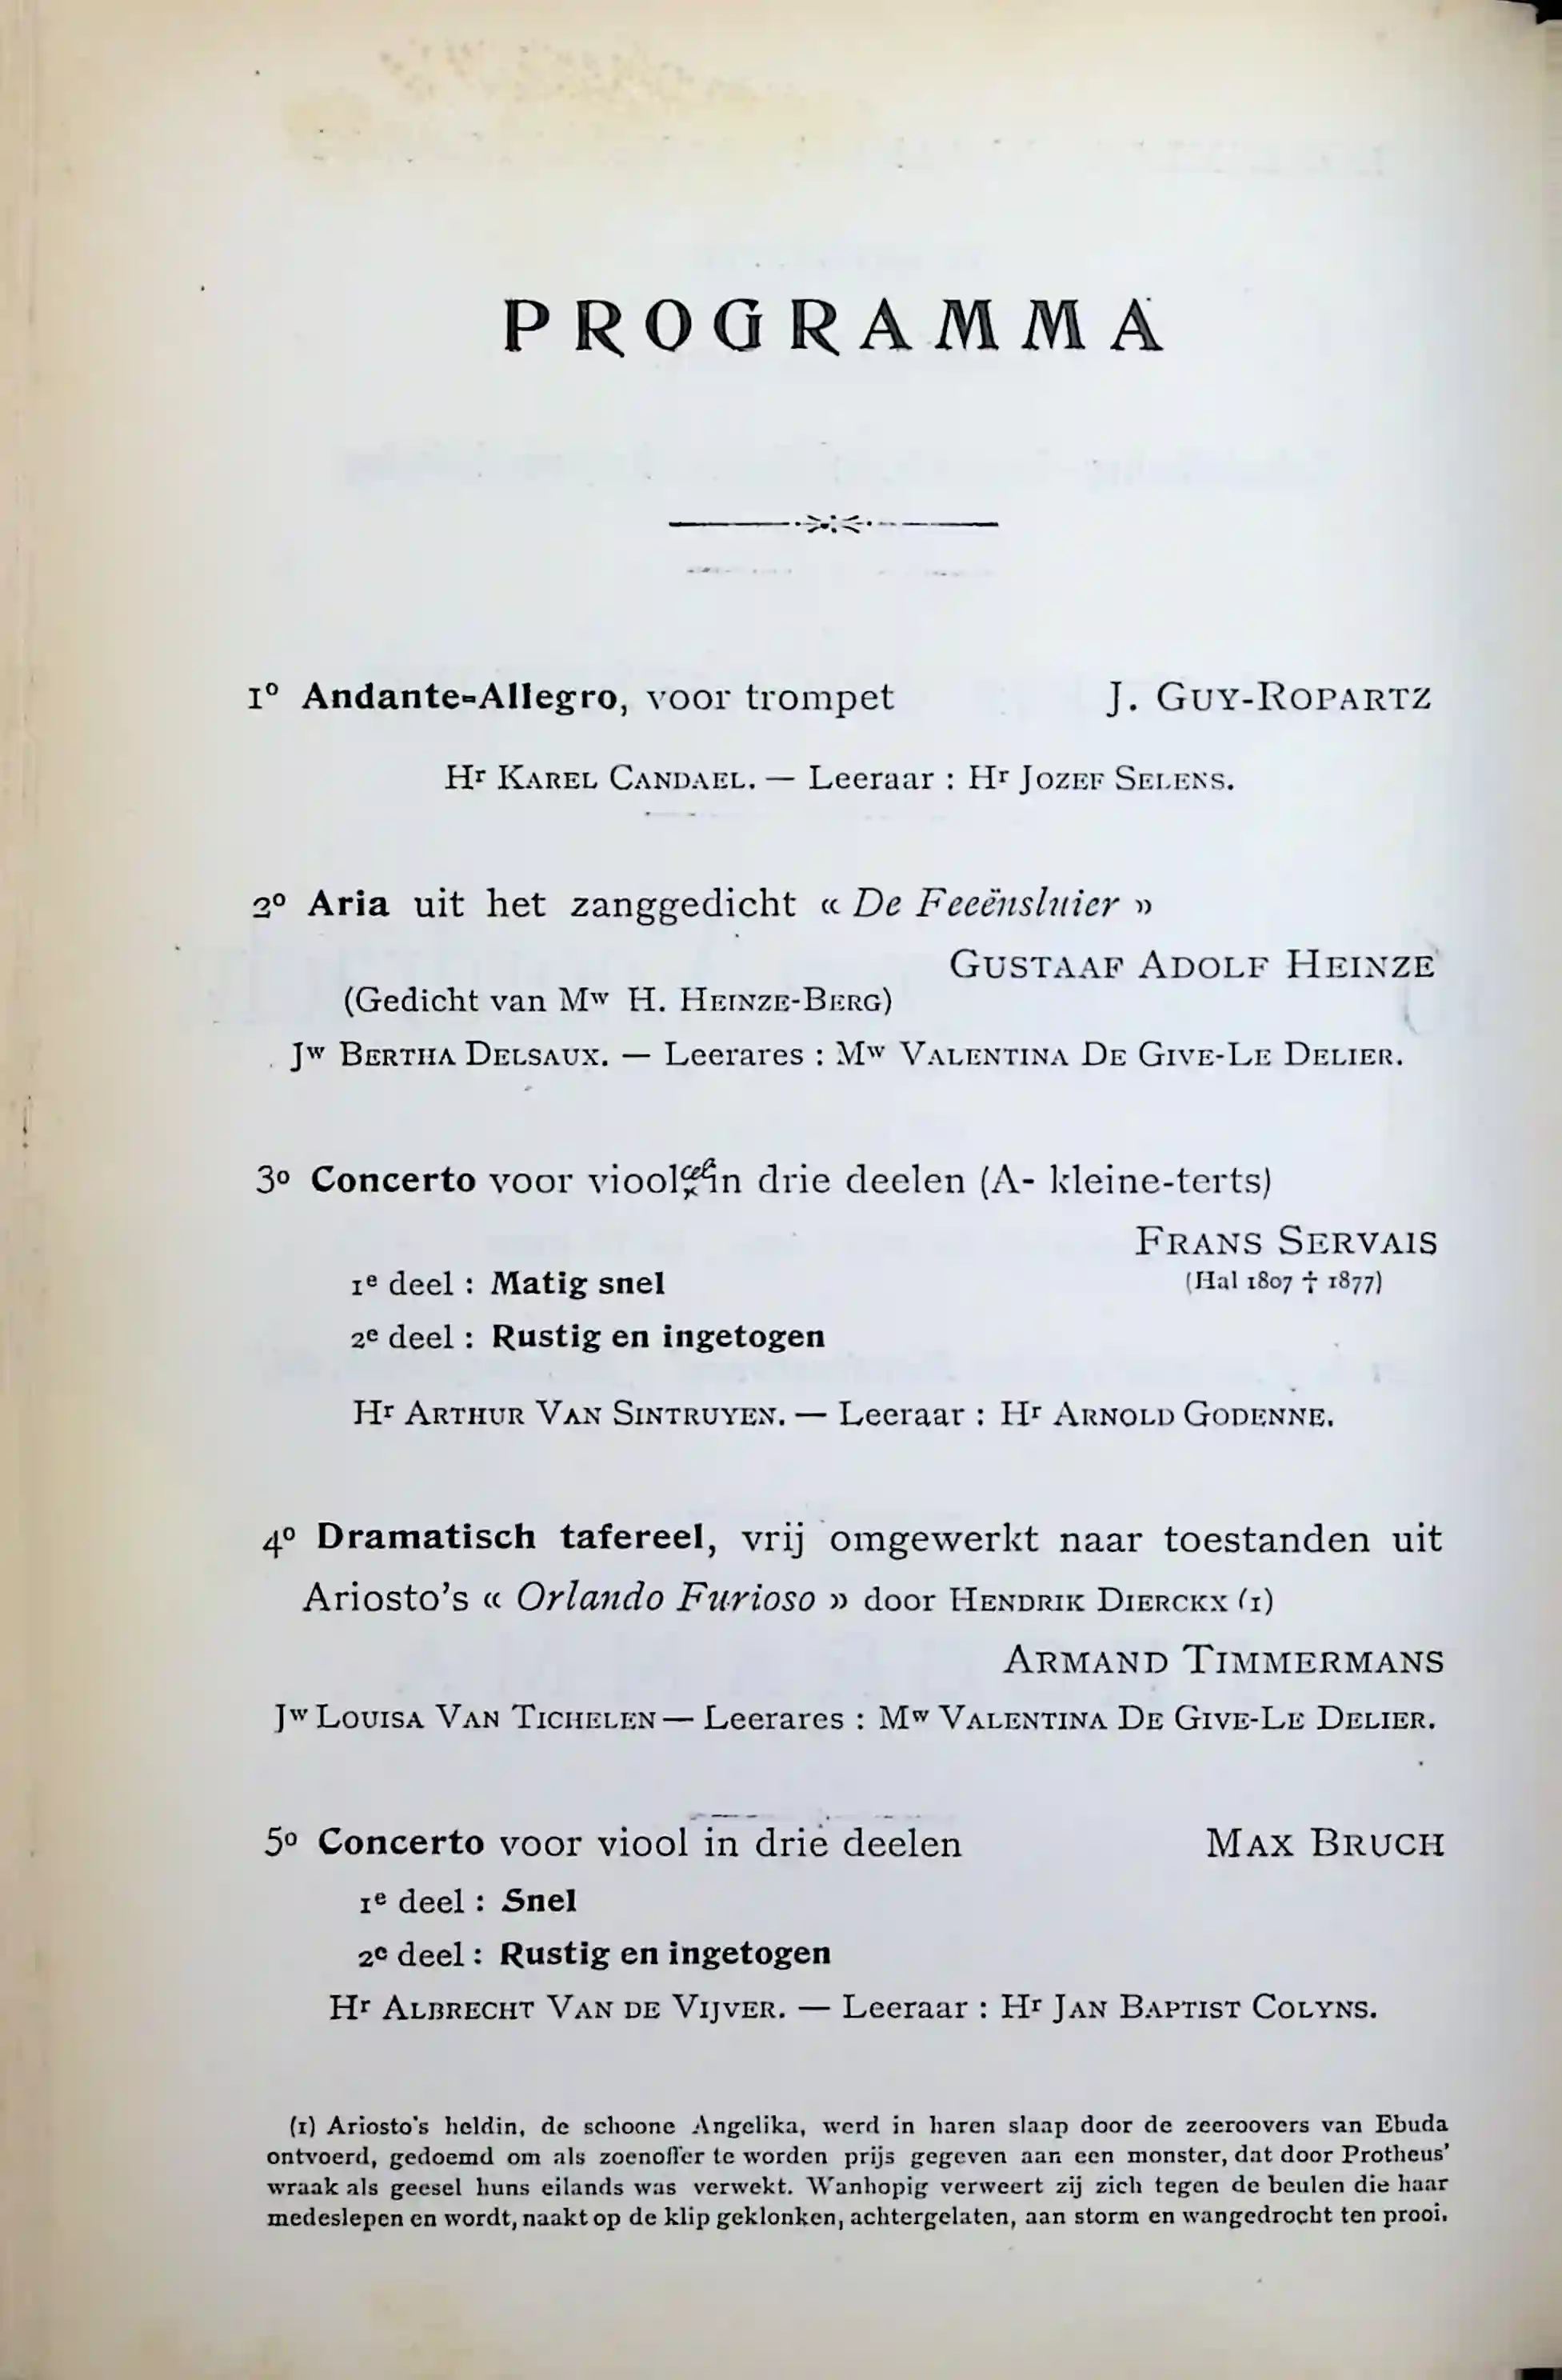 PROGRAMMA
1º Andante-Allegro, voor trompet J. GUY-ROPARTZ
Hr KAREL CANDAEL. — Leeraar : Hr JOZEF SELENS.
2º Aria uit het zanggedicht « De Feeënsluier »
GUSTAAF ADOLF HEINZE
(Gedicht van Mw H. HEINZE-BERG)
Jw BERTHA DELSAUX. — Leerares : Mw VALENTINA DE GIVE-LE DELIER.
3º Concerto voor viool in drie deelen (A- kleine-terts)
FRANS SERVAIS
1e deel : Matig snel (Hal 1807 † 1877)
2e deel : Rustig en ingetogen
Hr ARTHUR VAN SINTRUYEN. — Leeraar : Hr ARNOLD GODENNE.
4º Dramatisch tafereel, vrij omgewerkt naar toestanden uit
Ariosto's « Orlando Furioso » door HENDRIK DIERCKX (1)
ARMAND TIMMERMANS
Jw LOUISA VAN TICHELEN — Leerares : Mw VALENTINA DE GIVE-LE DELIER.
5º Concerto voor viool in drie deelen MAX BRUCH
1e deel : Snel
2e deel : Rustig en ingetogen
Hr ALBRECHT VAN DE VIJVER. — Leeraar : Hr JAN BAPTIST COLYNS.
(1) Ariosto's heldin, de schoone Angelika, werd in haren slaap door de zeeroovers van Ebuda
ontvoerd, gedoemd om als zoenoffer te worden prijs gegeven aan een monster, dat door Protheus'
wraak als geesel huns eilands was verwekt. Wanhopig verweert zij zich tegen de beulen die haar
medeslepen en wordt, naakt op de klip geklonken, achtergelaten, aan storm en wangedrocht ten prooi.